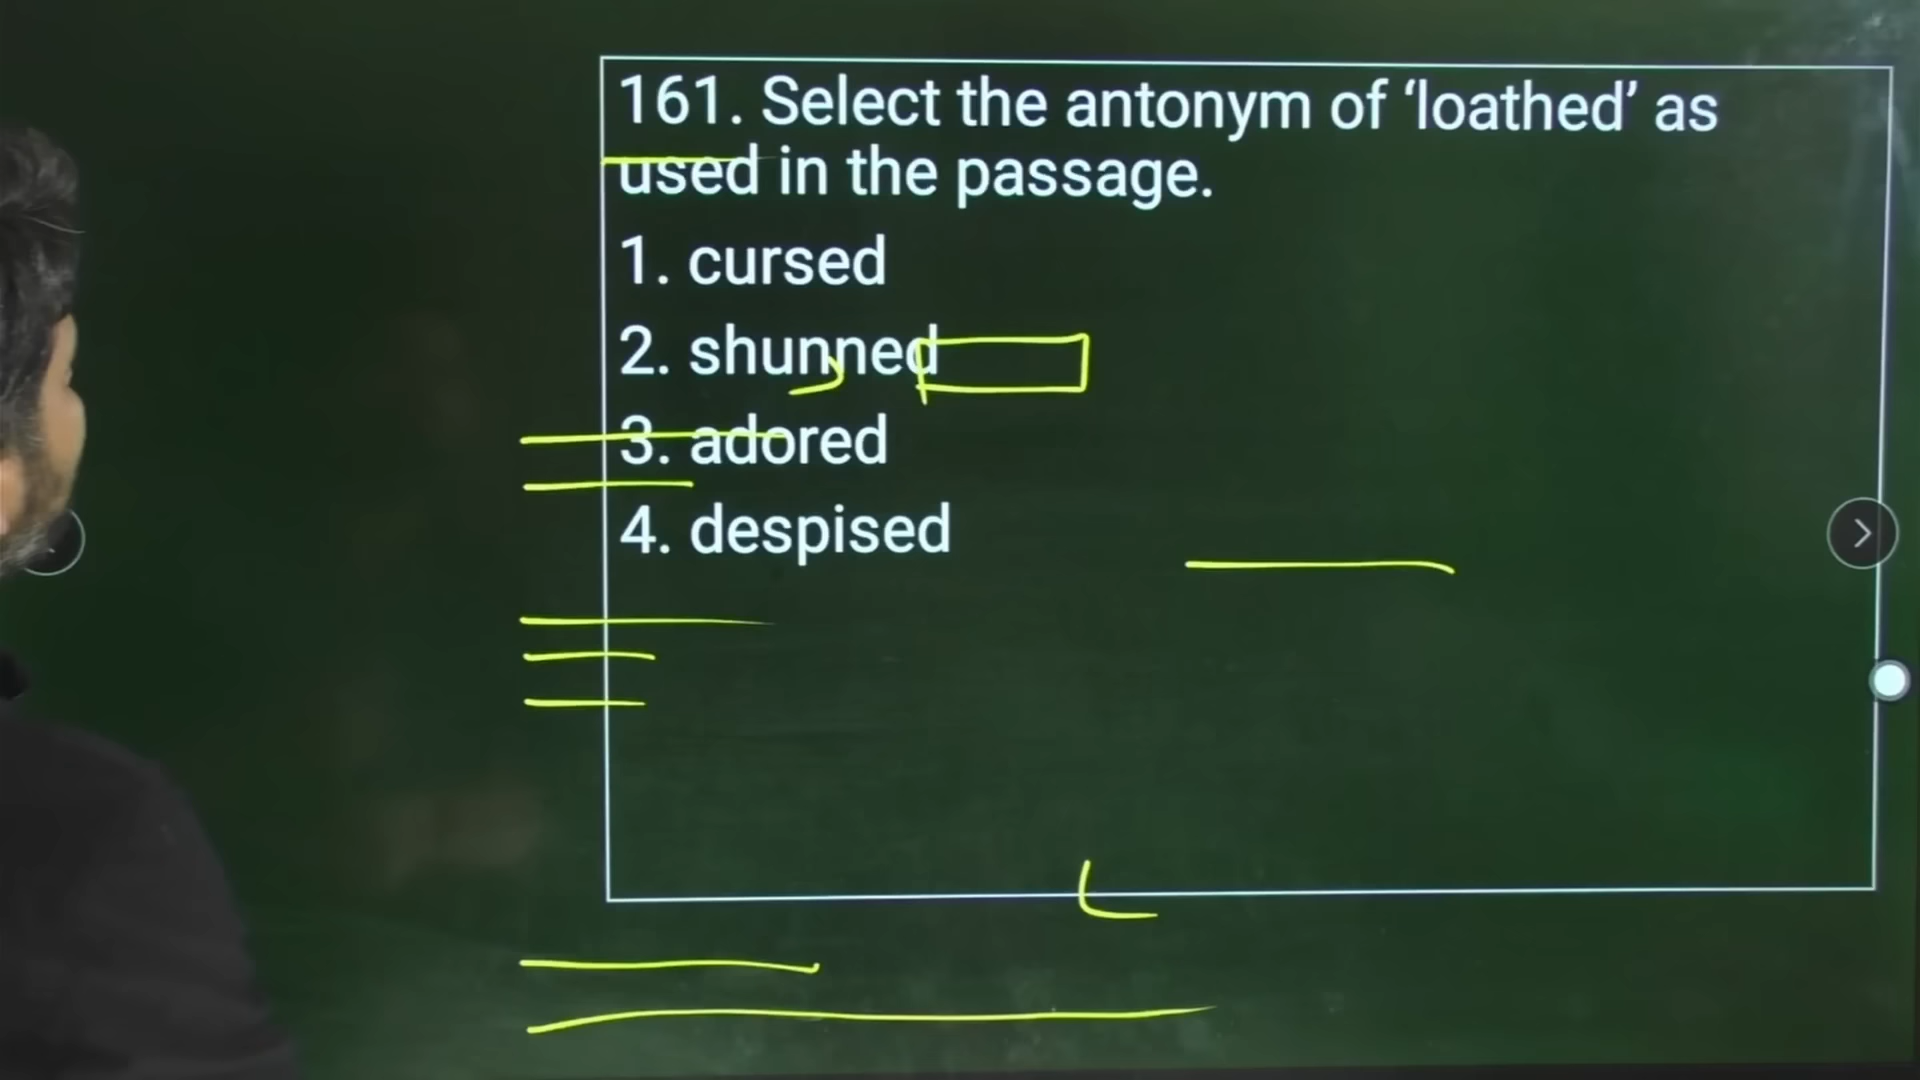 161. Select the antonym of ‘loathed’ as
used in the passage.
1. cursed
2. shunned
3. adored
4. despised